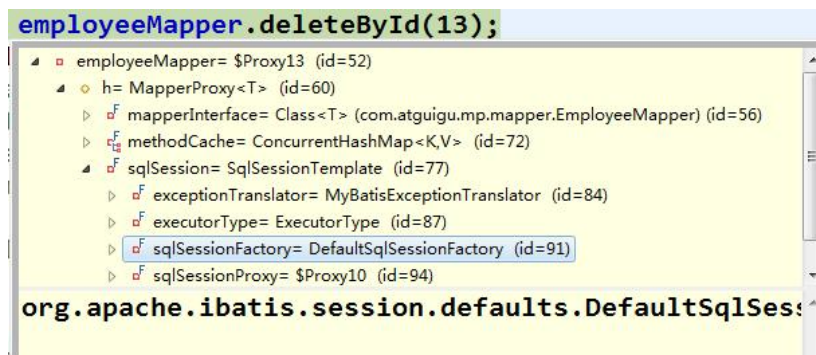 employeeMapper.deleteById(13);
employeeMapper= $Proxy13 (id=52)
h= MapperProxy<T> (id=60)
mapperInterface= Class<T> (com.atguigu.mp.mapper.EmployeeMapper) (id=56)
methodCache= ConcurrentHashMap<K,V> (id=72)
sqlSession= SqlSessionTemplate (id=77)
exceptionTranslator= MyBatisExceptionTranslator (id=84)
executorType= ExecutorType (id=87)
sqlSessionFactory= DefaultSqlSessionFactory (id=91)
sqlSessionProxy= $Proxy10 (id=94)
org.apache.ibatis.session.defaults.DefaultSqlSess